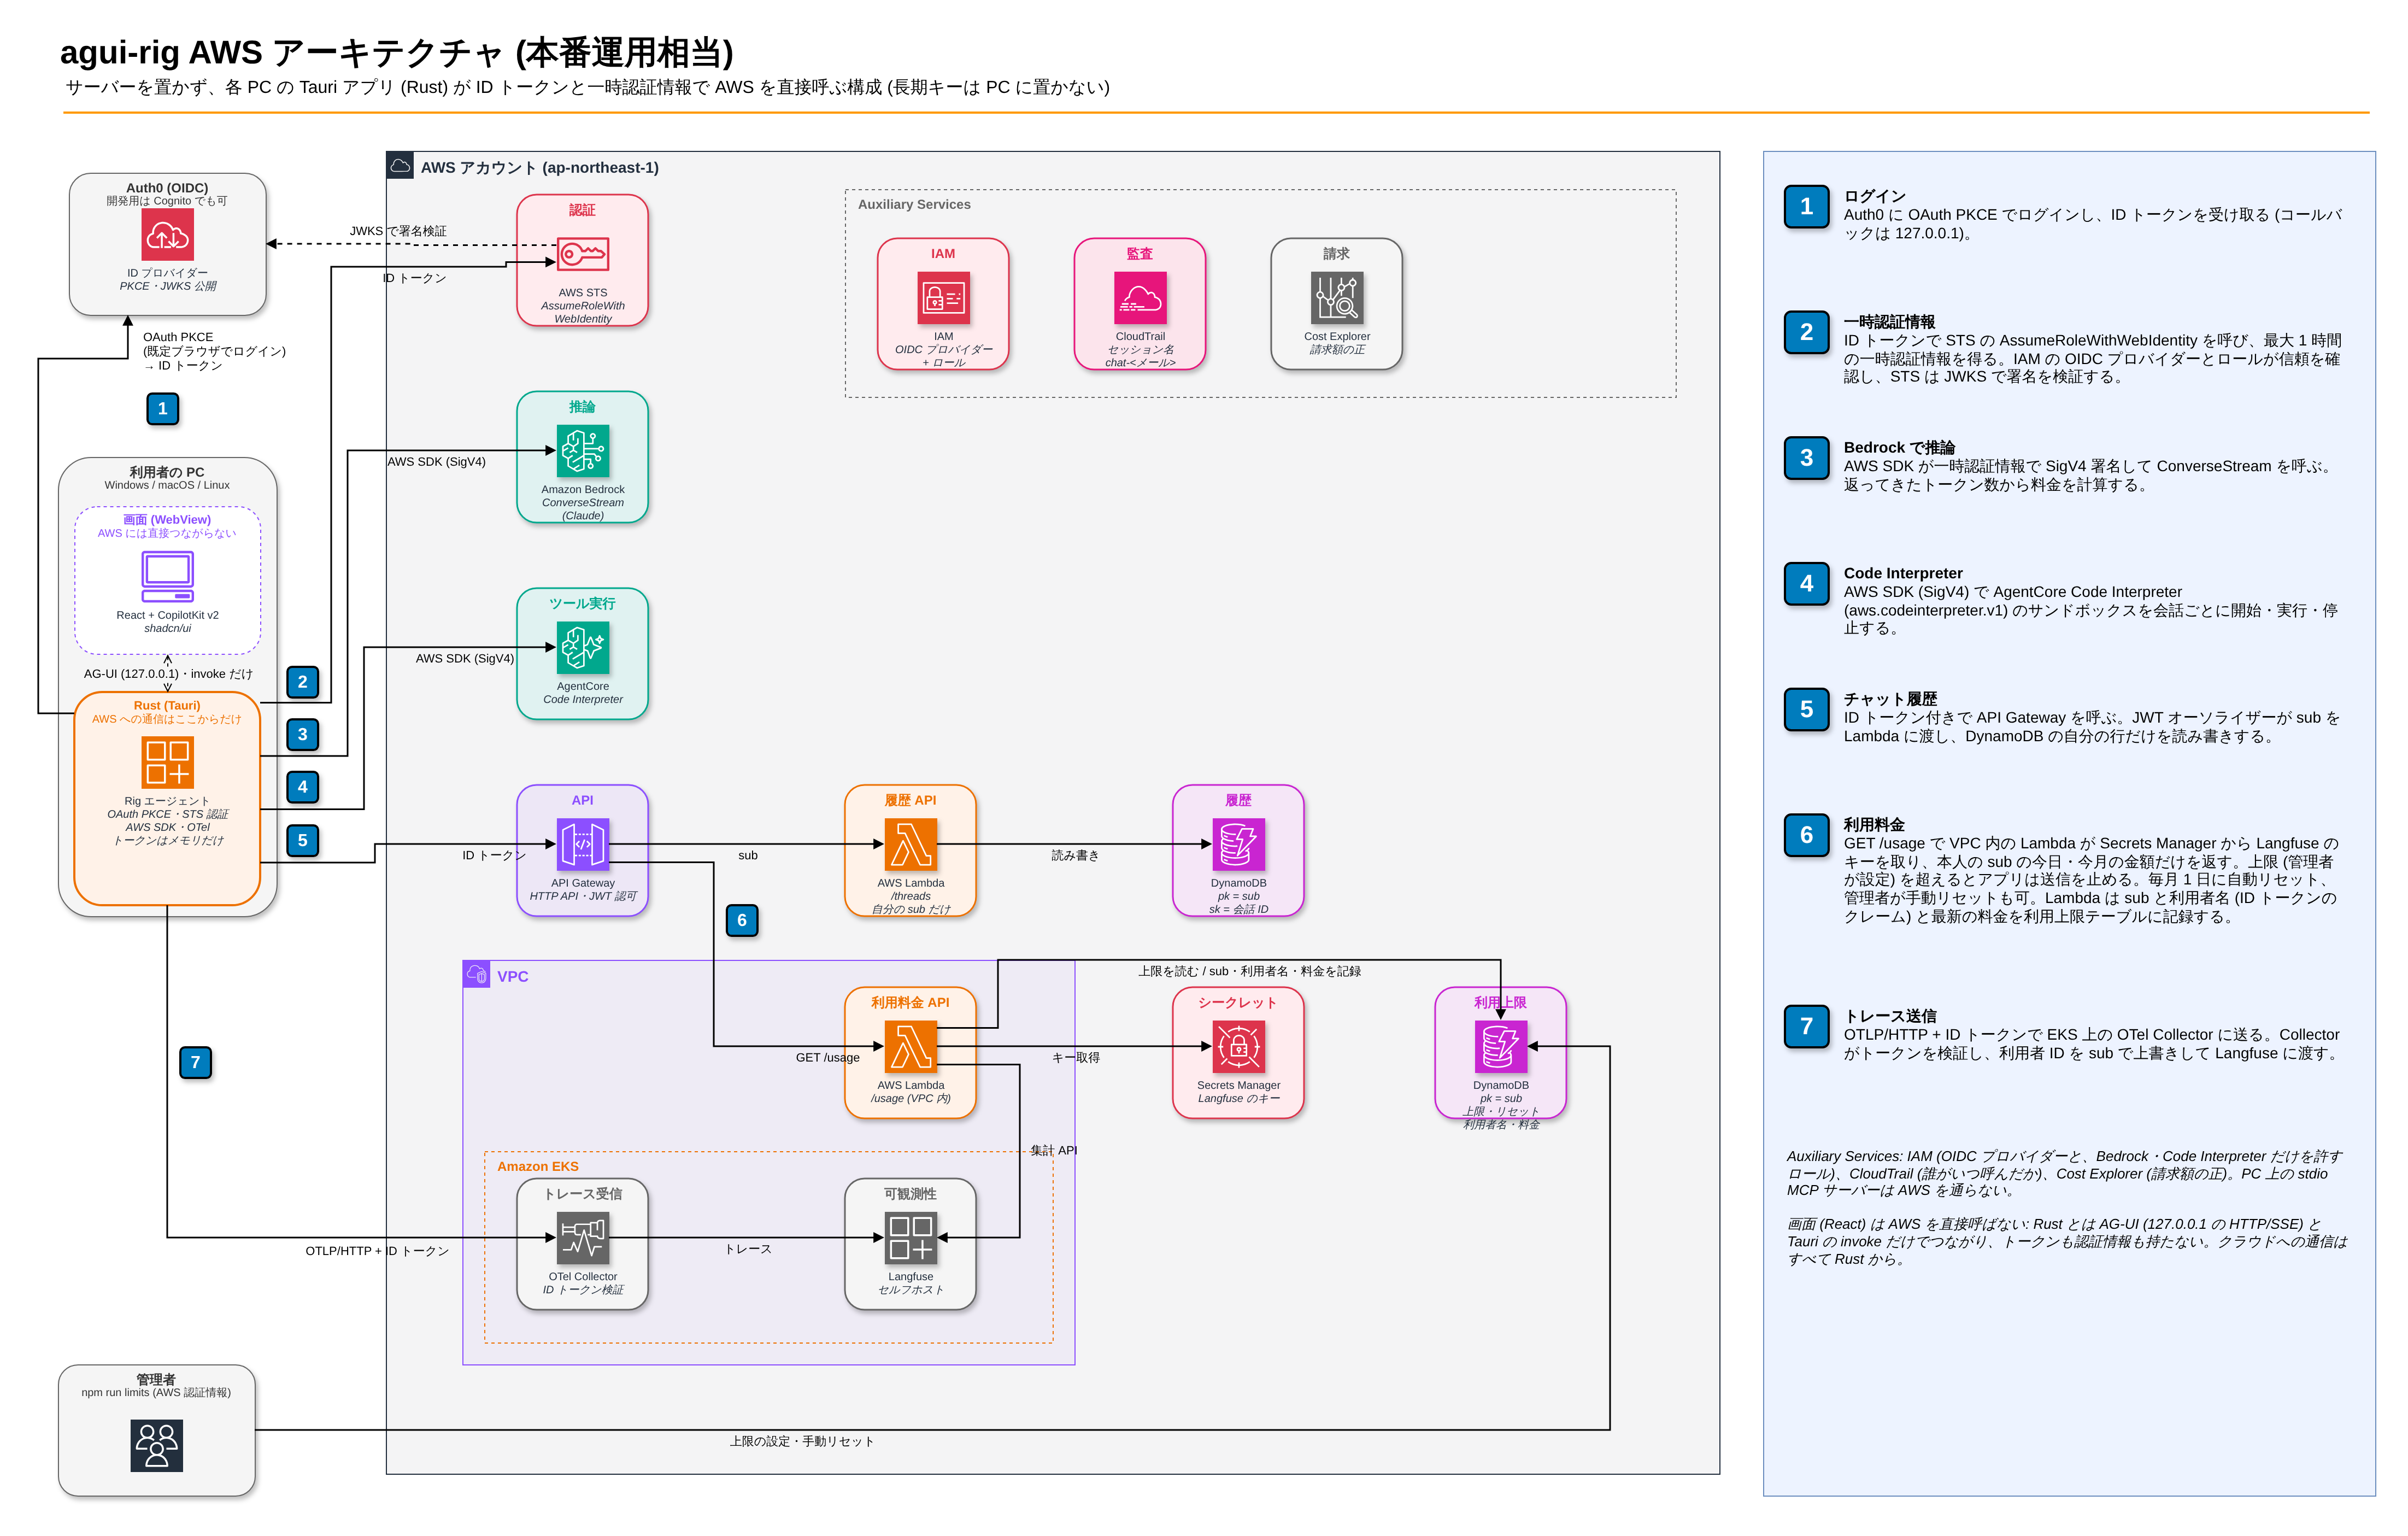 agui-rig AWS アーキテクチャ (本番運用相当)
サーバーを置かず、各 PC の Tauri アプリ (Rust) が ID トークンと一時認証情報で AWS を直接呼ぶ構成 (長期キーは PC に置かない)
Auth0 (OIDC)
開発用は Cognito でも可
ID プロバイダー
PKCE・JWKS 公開
OAuth PKCE
(既定ブラウザでログイン)
→ ID トークン
1
利用者の PC
Windows / macOS / Linux
画面 (WebView)
AWS には直接つながらない
React + CopilotKit v2
shadcn/ui
AG-UI (127.0.0.1)・invoke だけ
Rust (Tauri)
AWS への通信はここからだけ
Rig エージェント
OAuth PKCE・STS 認証
AWS SDK・OTel
トークンはメモリだけ
2
3
4
5
7
管理者
npm run limits (AWS 認証情報)
AWS アカウント (ap-northeast-1)
JWKS で署名検証
ID トークン
認証
AWS STS
AssumeRoleWith
WebIdentity
Auxiliary Services
IAM
IAM
OIDC プロバイダー
+ ロール
監査
CloudTrail
セッション名
chat-<メール>
請求
Cost Explorer
請求額の正
AWS SDK (SigV4)
推論
Amazon Bedrock
ConverseStream
(Claude)
AWS SDK (SigV4)
ツール実行
AgentCore
Code Interpreter
ID トークン
API
API Gateway
HTTP API・JWT 認可
sub
履歴 API
AWS Lambda
/threads
自分の sub だけ
読み書き
履歴
DynamoDB
pk = sub
sk = 会話 ID
6
VPC
上限を読む / sub・利用者名・料金を記録
GET /usage
利用料金 API
AWS Lambda
/usage (VPC 内)
キー取得
シークレット
Secrets Manager
Langfuse のキー
利用上限
DynamoDB
pk = sub
上限・リセット
利用者名・料金
集計 API
Amazon EKS
OTLP/HTTP + ID トークン
トレース受信
OTel Collector
ID トークン検証
トレース
可観測性
Langfuse
セルフホスト
上限の設定・手動リセット
1
ログイン
Auth0 に OAuth PKCE でログインし、ID トークンを受け取る (コールバ
ックは 127.0.0.1)。
2
一時認証情報
ID トークンで STS の AssumeRoleWithWebIdentity を呼び、最大 1 時間
の一時認証情報を得る。IAM の OIDC プロバイダーとロールが信頼を確
認し、STS は JWKS で署名を検証する。
3
Bedrock で推論
AWS SDK が一時認証情報で SigV4 署名して ConverseStream を呼ぶ。
返ってきたトークン数から料金を計算する。
4
Code Interpreter
AWS SDK (SigV4) で AgentCore Code Interpreter
(aws.codeinterpreter.v1) のサンドボックスを会話ごとに開始・実行・停
止する。
5
チャット履歴
ID トークン付きで API Gateway を呼ぶ。JWT オーソライザーが sub を
Lambda に渡し、DynamoDB の自分の行だけを読み書きする。
6
利用料金
GET /usage で VPC 内の Lambda が Secrets Manager から Langfuse の
キーを取り、本人の sub の今日・今月の金額だけを返す。上限 (管理者
が設定) を超えるとアプリは送信を止める。毎月 1 日に自動リセット、
管理者が手動リセットも可。Lambda は sub と利用者名 (ID トークンの
クレーム) と最新の料金を利用上限テーブルに記録する。
7
トレース送信
OTLP/HTTP + ID トークンで EKS 上の OTel Collector に送る。Collector
がトークンを検証し、利用者 ID を sub で上書きして Langfuse に渡す。
Auxiliary Services: IAM (OIDC プロバイダーと、Bedrock・Code Interpreter だけを許す
ロール)、CloudTrail (誰がいつ呼んだか)、Cost Explorer (請求額の正)。PC 上の stdio
MCP サーバーは AWS を通らない。
画面 (React) は AWS を直接呼ばない: Rust とは AG-UI (127.0.0.1 の HTTP/SSE) と
Tauri の invoke だけでつながり、トークンも認証情報も持たない。クラウドへの通信は
すべて Rust から。